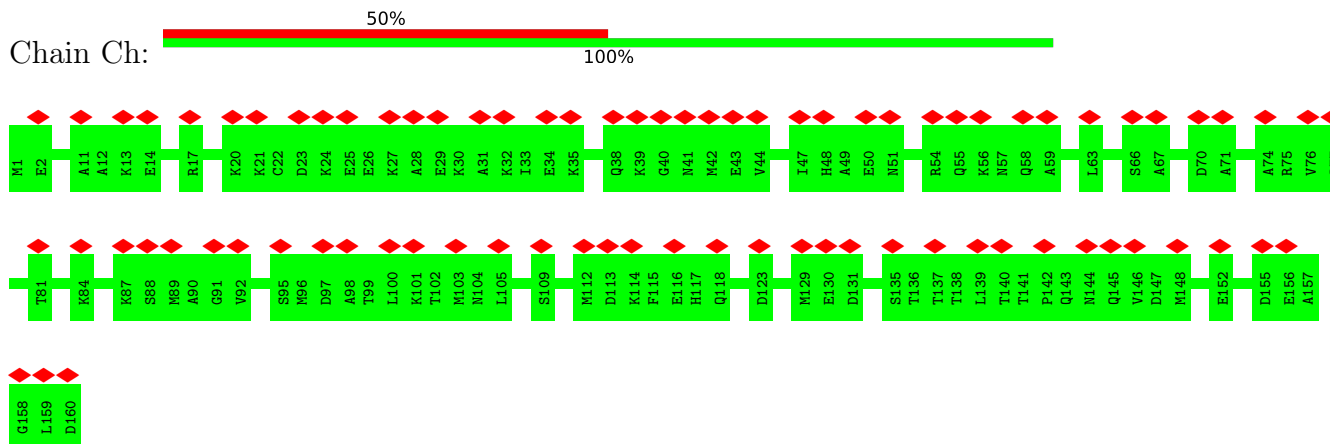 50%
Chain Ch:
100%
M1 E2 A11 A12 K13 E14 R17 K20 K21 C22 D23 K24 E25 E26 K27 A28 E29 K30 A31 K32 I33 E34 K35 Q38 K39 G40 N41 M42 E43 V44 I47 H48 A49 E50 N51 R54 Q55 K56 N57 Q58 A59 L63 S66 A67 D70 A71 A74 R75 V76
T81 K84 K87 S88 M89 A90 G91 V92 S95 M96 D97 A98 T99 L100 K101 T102 M103 N104 L105 S109 M112 D113 K114 F115 E116 H117 Q118 D123 M129 E130 D131 S135 T136 T137 T138 L139 T140 T141 P142 Q143 N144 Q145 V146 D147 M148 E152 D155 E156 A157
G158 L159 D160